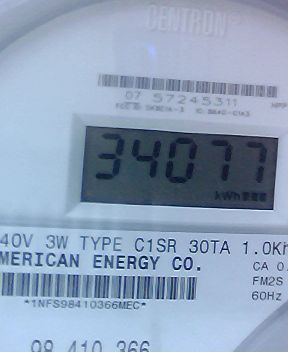 CENTRON
07 57245311
34077
kWh
40V 3W TYPE C1SR 30TA 1.0Kh
MERICAN ENERGY CO.
CA 0
FM2S
60Hz
*1NFS98410366MEC*
98 410 366